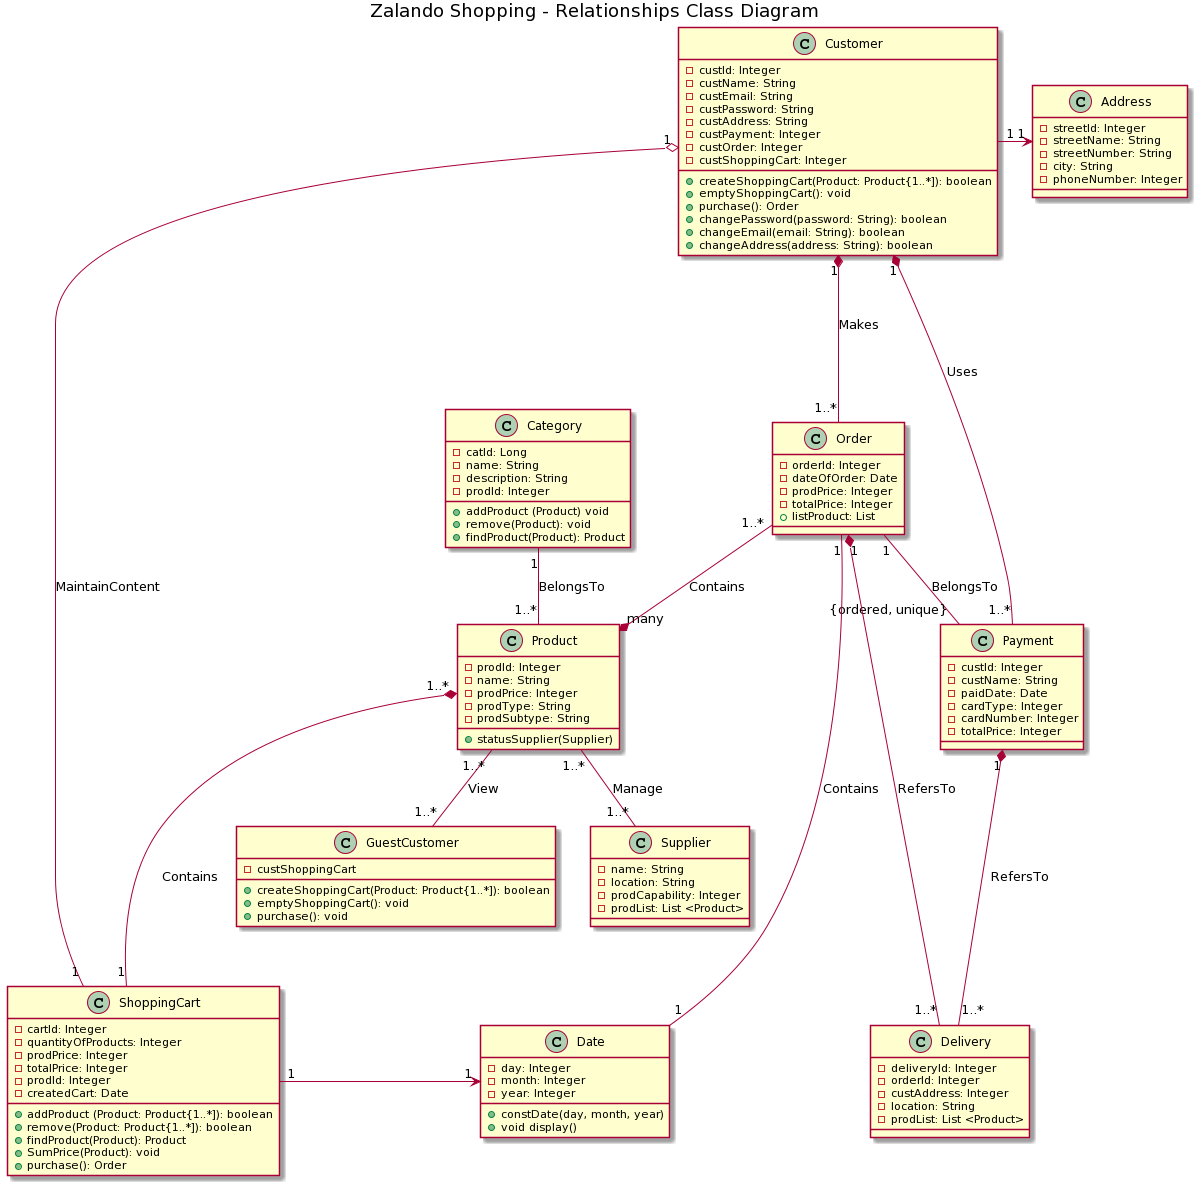 Zalando Shopping - Relationships Class Diagram
C Customer
custId: Integer
custName: String
custEmail: String
custPassword: String
custAddress: String
custPayment: Integer
custOrder: Integer
custShoppingCart: Integer
createShoppingCart(Product: Product{1..*]): boolean
emptyShoppingCart(): void
purchase(): Order
changePassword(password: String): boolean
changeEmail(email: String): boolean
changeAddress(address: String): boolean
1
1 1
C Address
streetId: Integer
streetName: String
streetNumber: String
city: String
phoneNumber: Integer
1
1
Makes
Uses
1..*
C Category
catId: Long
name: String
description: String
prodId: Integer
addProduct (Product) void
remove(Product): void
findProduct(Product): Product
C Order
orderId: Integer
dateOfOrder: Date
prodPrice: Integer
totalPrice: Integer
listProduct: List
1..*
1
1
1
1
MaintainContent
BelongsTo
Contains
BelongsTo
1..*
many
{ordered, unique}
1..*
C Product
prodId: Integer
name: String
prodPrice: Integer
prodType: String
prodSubtype: String
statusSupplier(Supplier)
C Payment
custId: Integer
custName: String
paidDate: Date
cardType: Integer
cardNumber: Integer
totalPrice: Integer
1..*
1..*
1..*
1
View
Manage
Contains
RefersTo
1..*
1..*
C GuestCustomer
custShoppingCart
createShoppingCart(Product: Product{1..*]): boolean
emptyShoppingCart(): void
purchase(): void
C Supplier
name: String
location: String
prodCapability: Integer
prodList: List <Product>
Contains
RefersTo
1
1
1
1..*
1..*
C ShoppingCart
cartId: Integer
quantityOfProducts: Integer
prodPrice: Integer
totalPrice: Integer
prodId: Integer
createdCart: Date
addProduct (Product: Product{1..*]): boolean
remove(Product: Product{1..*]): boolean
findProduct(Product): Product
SumPrice(Product): void
purchase(): Order
1
1
C Date
day: Integer
month: Integer
year: Integer
constDate(day, month, year)
void display()
C Delivery
deliveryId: Integer
orderId: Integer
custAddress: Integer
location: String
prodList: List <Product>